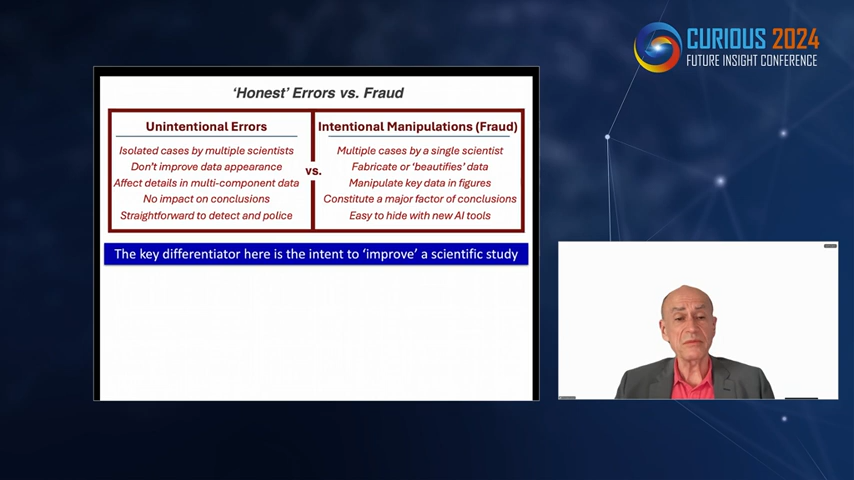 CURIOUS 2024
FUTURE INSIGHT CONFERENCE
‘Honest’ Errors vs. Fraud
Unintentional Errors
Isolated cases by multiple scientists
Don’t improve data appearance
Affect details in multi-component data
No impact on conclusions
Straightforward to detect and police
vs.
Intentional Manipulations (Fraud)
Multiple cases by a single scientist
Fabricate or ‘beautifies’ data
Manipulate key data in figures
Constitute a major factor of conclusions
Easy to hide with new AI tools
The key differentiator here is the intent to ‘improve’ a scientific study